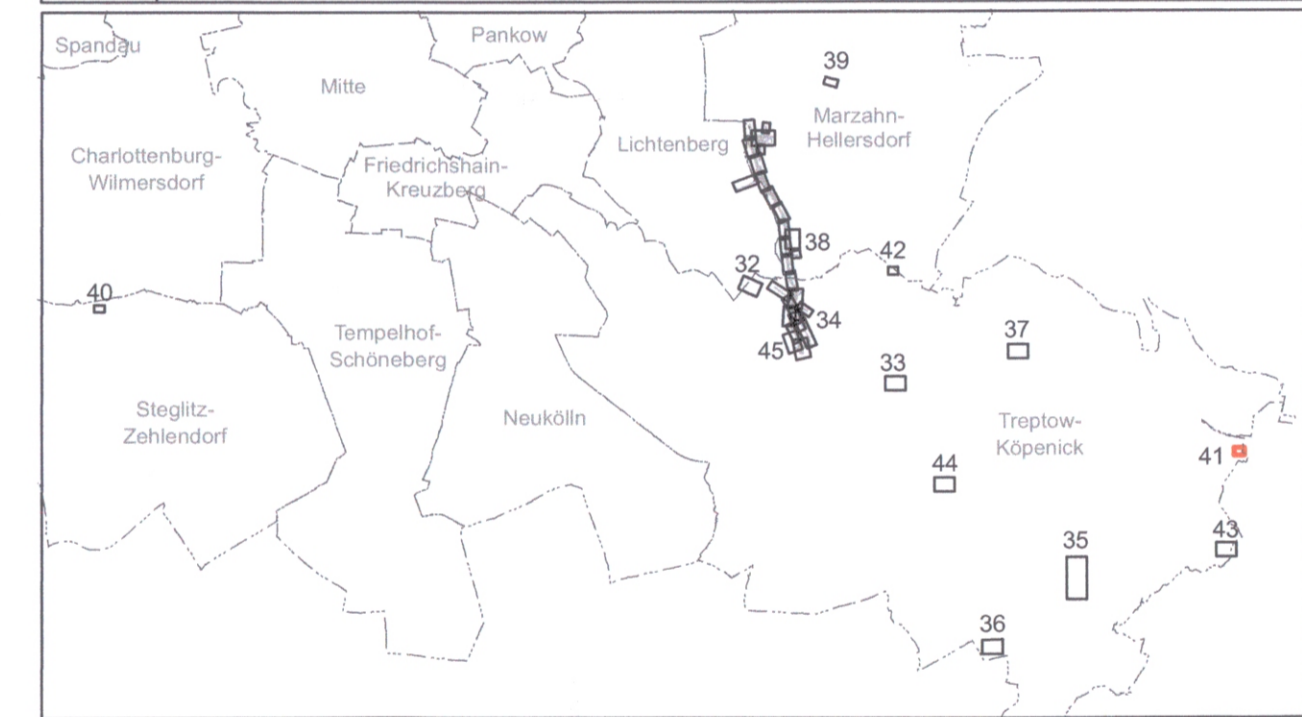 Spandau
Pankow
Mitte
39
Marzahn-
Hellersdorf
Lichtenberg
Charlottenburg-
Wilmersdorf
Friedrichshain-
Kreuzberg
38
42
32
40
34
45
37
33
Tempelhof-
Schöneberg
Steglitz-
Zehlendorf
Neukölln
Treptow-
Köpenick
41
44
43
35
36